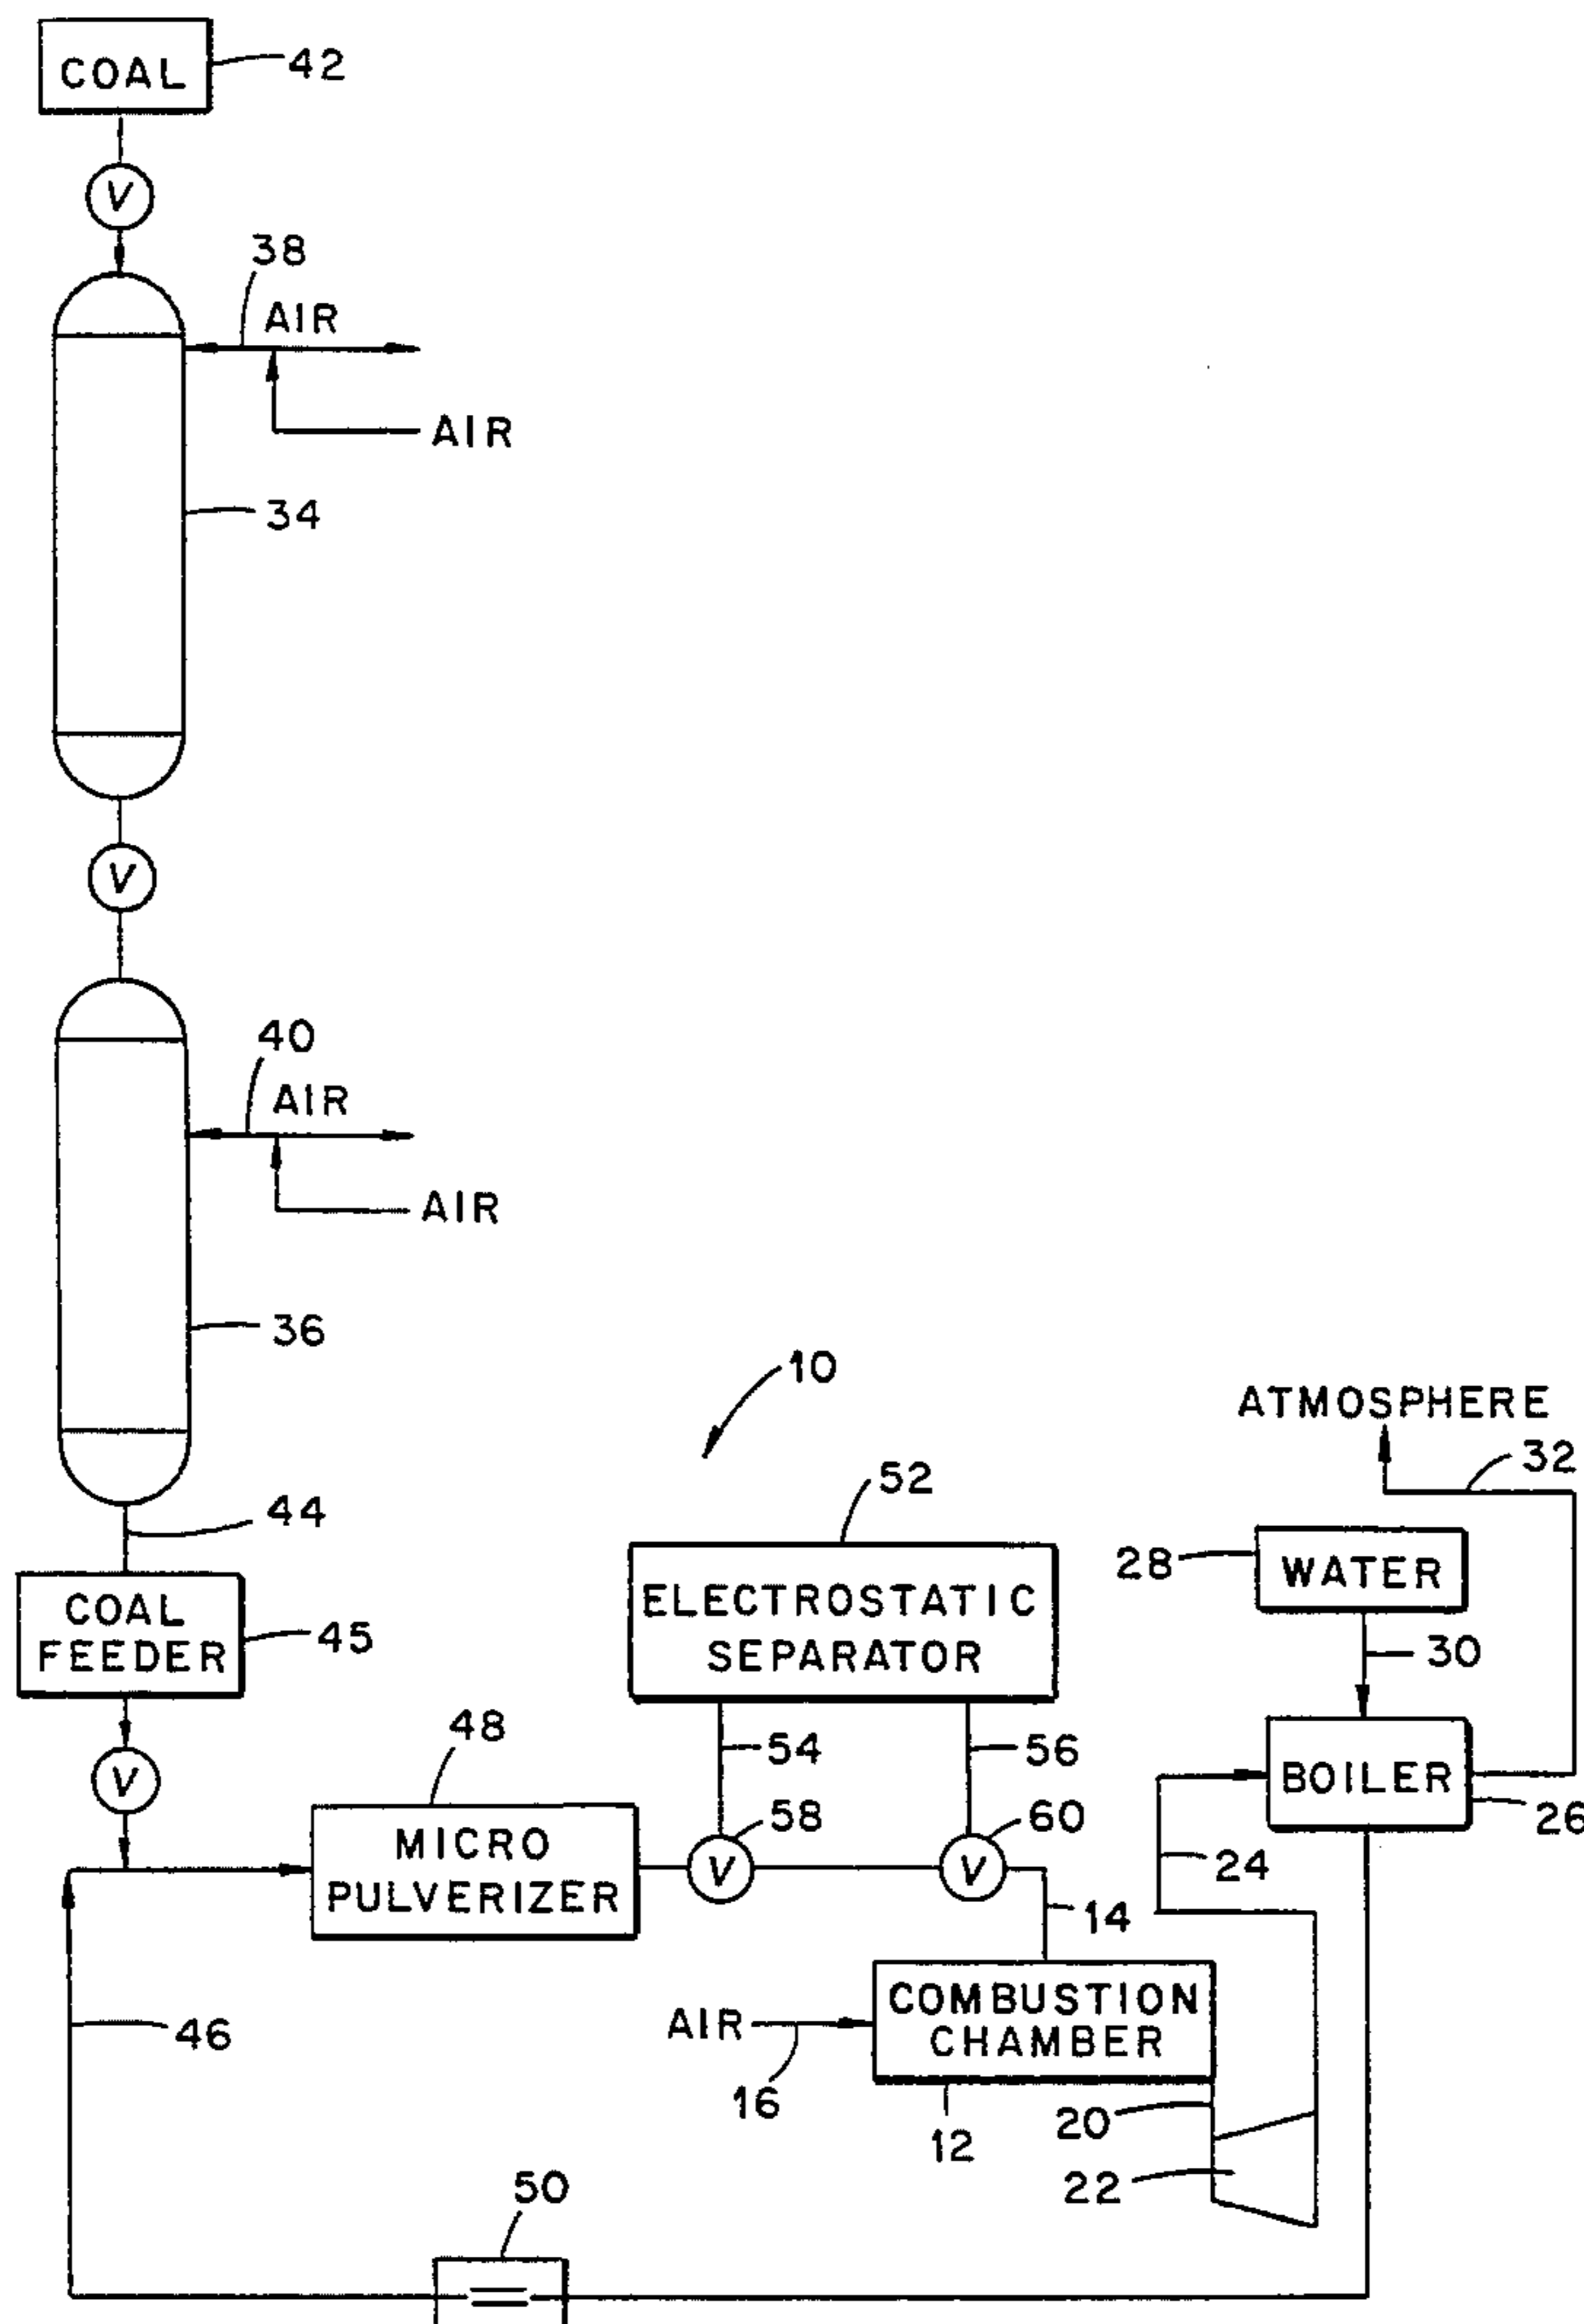 COAL
42
V
38
AIR
AIR
34
V
40
AIR
AIR
36
10
ATMOSPHERE
32
44
52
COAL
FEEDER
45
ELECTROSTATIC
SEPARATOR
28
WATER
30
48
54
56
V
58
60
BOILER
26
MICRO
PULVERIZER
V
V
24
14
46
AIR
16
COMBUSTION
CHAMBER
12
20
22
50